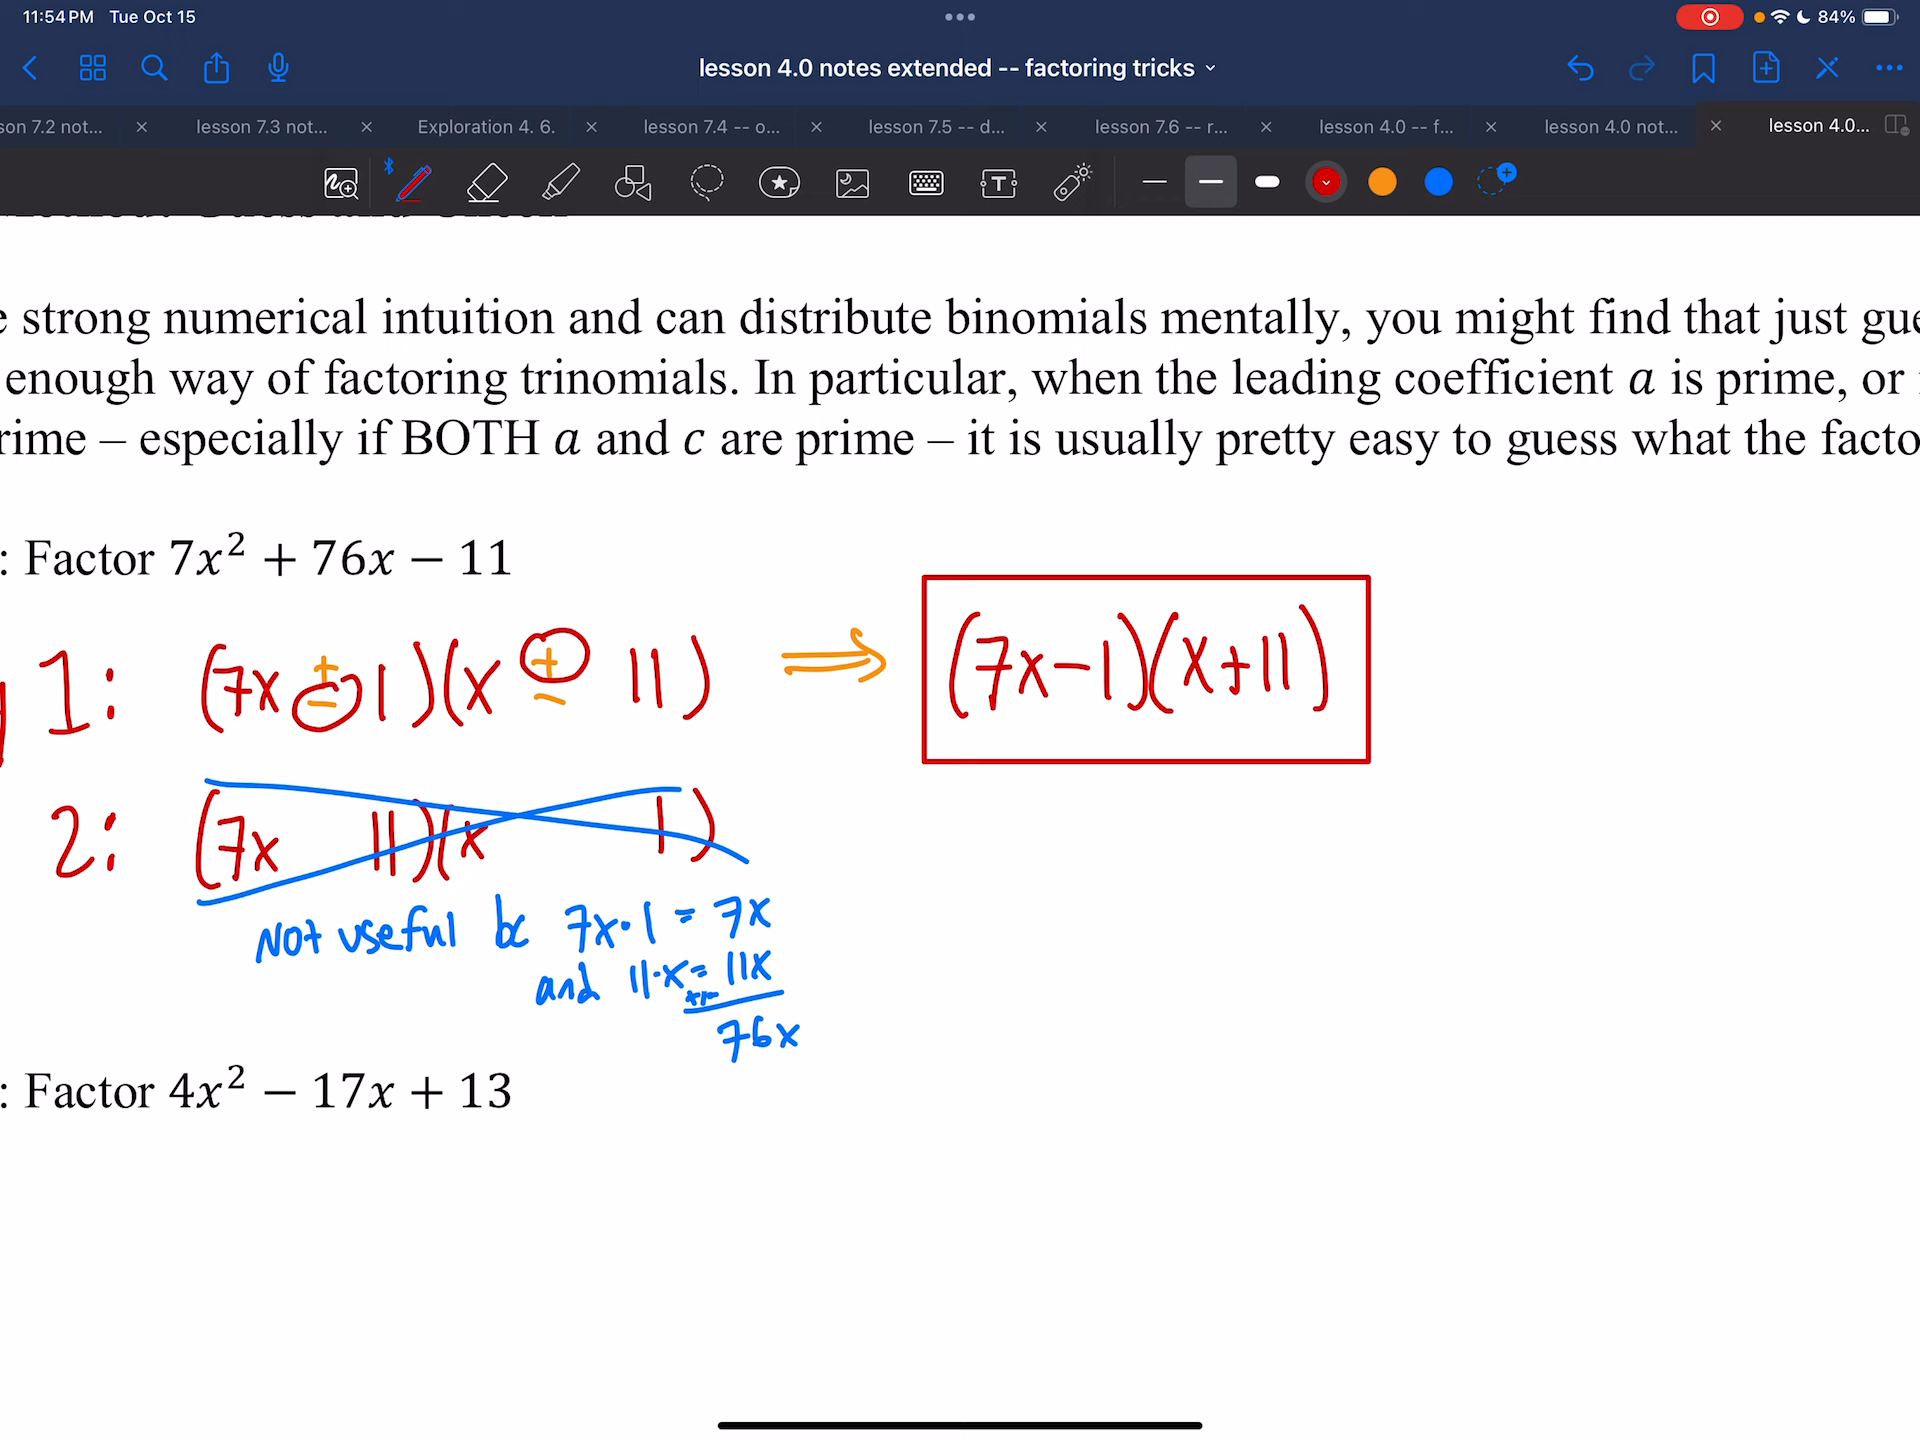 11:54 PM Tue Oct 15
84%
lesson 4.0 notes extended -- factoring tricks
son 7.2 not... lesson 7.3 not... Exploration 4. 6. lesson 7.4 -- o... lesson 7.5 -- d... lesson 7.6 -- r... lesson 4.0 -- f... lesson 4.0 not... lesson 4.0...
e strong numerical intuition and can distribute binomials mentally, you might find that just gue
enough way of factoring trinomials. In particular, when the leading coefficient a is prime, or
rime – especially if BOTH a and c are prime – it is usually pretty easy to guess what the facto
: Factor 7x² + 76x − 11
1: (7x ± 1)(x ± 11) ⇒ (7x−1)(x+11)
2: (7x 11)(x 1)
Not useful bc 7x·1 = 7x
and 11·x = 11x
76x
: Factor 4x² − 17x + 13